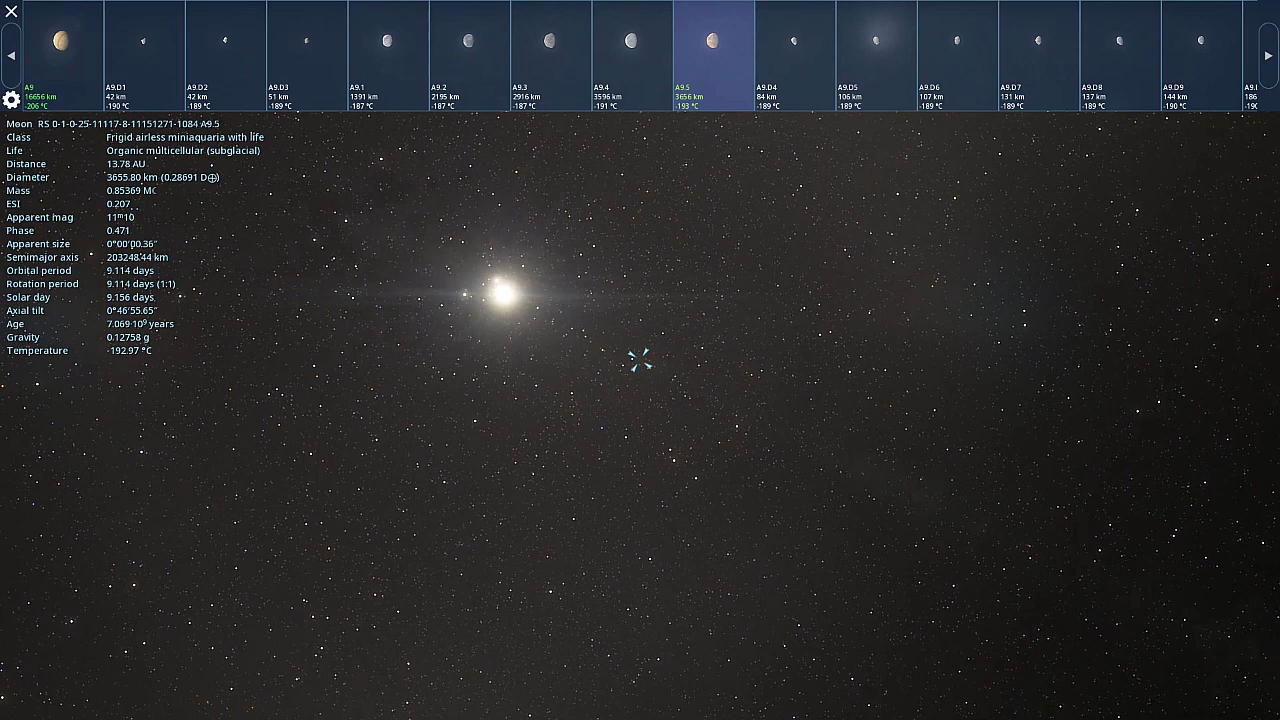 A9
16656 km
-206 °C
A9.D1
42 km
-190 °C
A9.D2
42 km
-189 °C
A9.D3
51 km
-189 °C
A9.1
1391 km
-187 °C
A9.2
2195 km
-187 °C
A9.3
2916 km
-187 °C
A9.4
3596 km
-191 °C
A9.5
3656 km
-193 °C
A9.D4
84 km
-189 °C
A9.D5
106 km
-189 °C
A9.D6
107 km
-189 °C
A9.D7
131 km
-189 °C
A9.D8
137 km
-189 °C
A9.D9
144 km
-190 °C
186
Moon RS 0-1-0-25-11117-8-11151271-1084 A9.5
Class Frigid airless miniaquaria with life
Life Organic multicellular (subglacial)
Distance 13.78 AU
Diameter 3655.80 km (0.28691 D⊕)
Mass 0.85369 M☾
ESI 0.207
Apparent mag 11ᵐ10
Phase 0.471
Apparent size 0°00'00.36"
Semimajor axis 203248.44 km
Orbital period 9.114 days
Rotation period 9.114 days (1:1)
Solar day 9.156 days
Axial tilt 0°46'55.65"
Age 7.069·10⁹ years
Gravity 0.12758 g
Temperature -192.97 °C